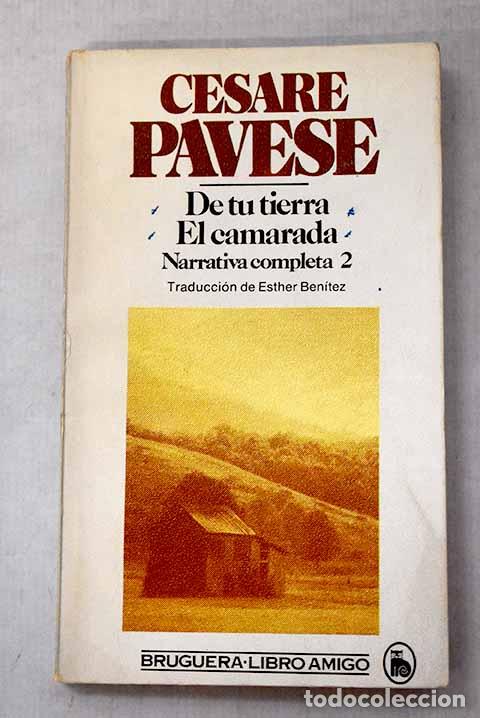 CESARE
PAVESE
De tu tierra
El camarada
Narrativa completa 2
Traducción de Esther Benítez
BRUGUERA·LIBRO AMIGO
todocoleccion